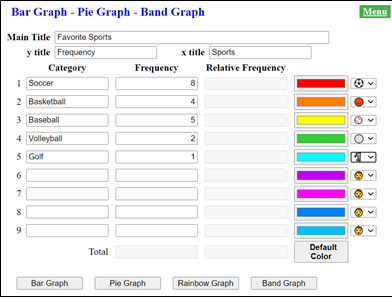 Bar Graph - Pie Graph - Band Graph Menu
Main Title Favorite Sports
y title Frequency x title Sports
Category Frequency Relative Frequency
1 Soccer 8
2 Basketball 4
3 Baseball 5
4 Volleyball 2
5 Golf 1
6
7
8
9
Total Default
Color
Bar Graph Pie Graph Rainbow Graph Band Graph